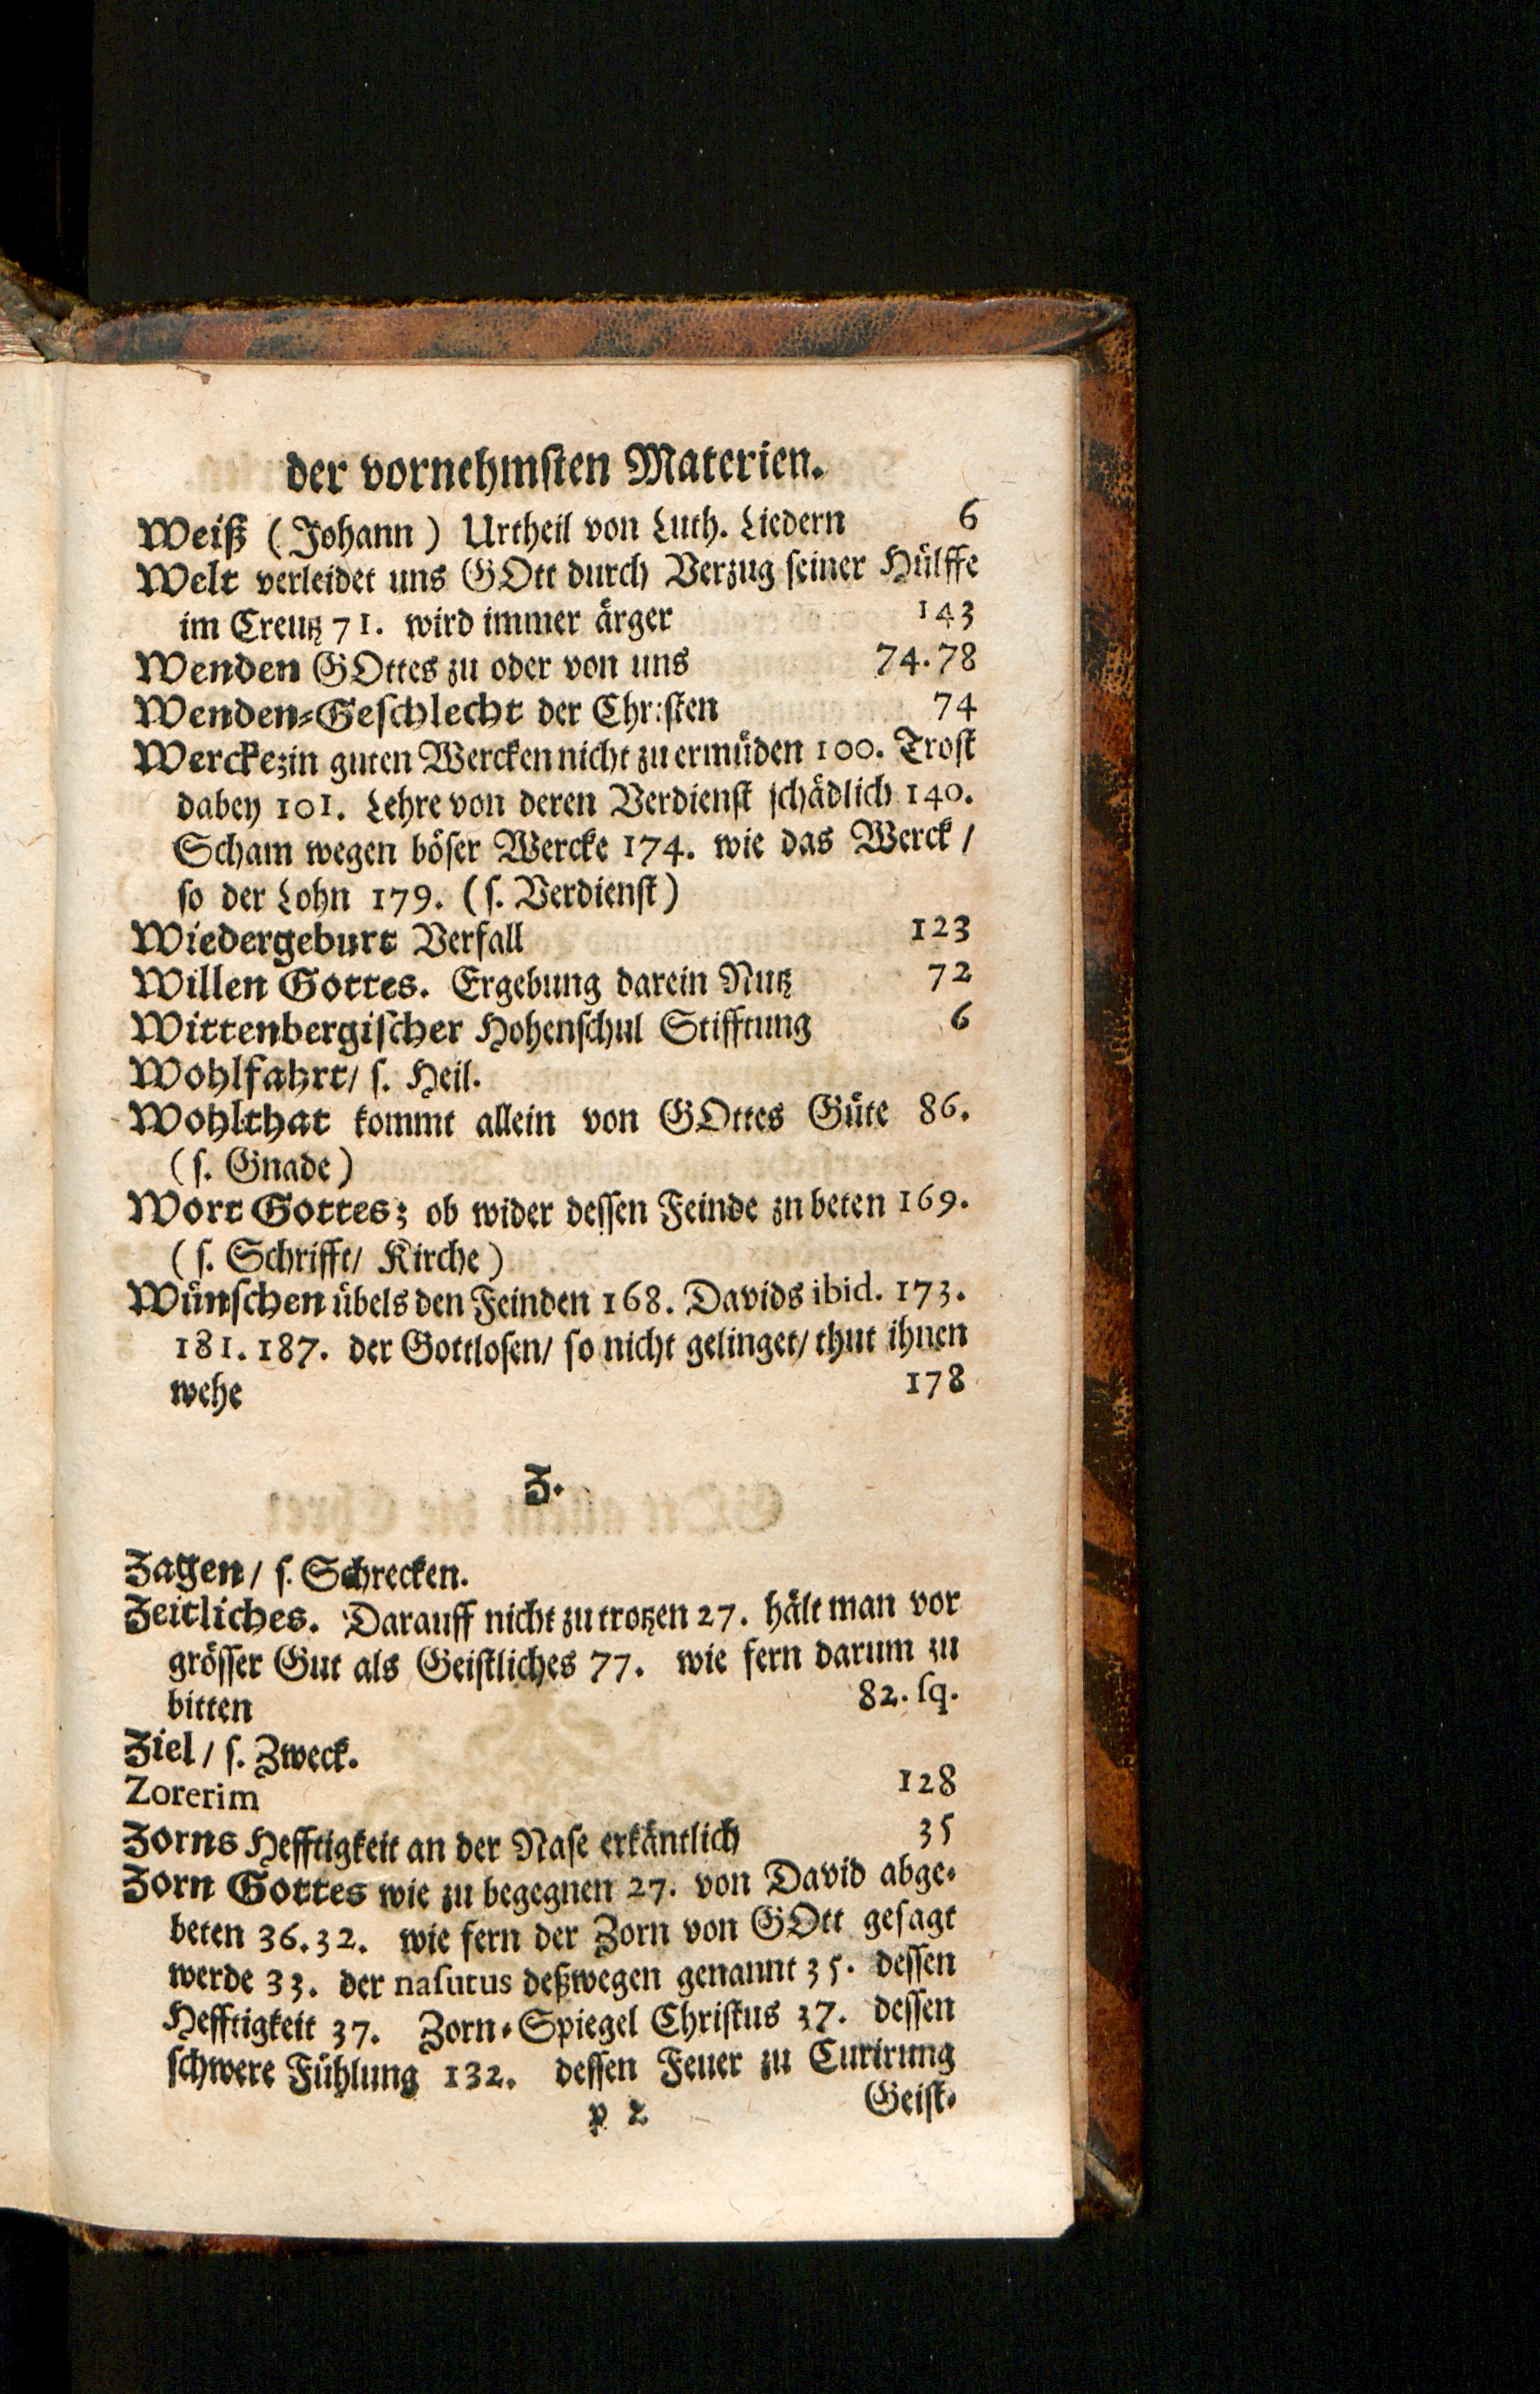 der vornehmſten Materien.
Weiß (Johann) Urtheil von Luth. Liedern 6
Welt verleidet uns GOtt durch Verzug ſeiner Hülffe
im Creutz 71. wird immer ärger 143
Wenden GOttes zu oder von uns 74. 78
Wenden-Geſchlecht der Chriſten 74
Wercke; in guten Wercken nicht zu ermüden 100. Troſt
dabey 101. Lehre von deren Verdienſt ſchädlich 140.
Scham wegen böſer Wercke 174. wie das Werck /
ſo der Lohn 179. (ſ. Verdienſt)
Wiedergeburt Verfall 123
Willen Gottes. Ergebung darein Nutz 72
Wittenbergiſcher Hohenſchul Stifftung 6
Wohlfahrt/ ſ. Heil.
Wohlthat kommt allein von GOttes Güte 86.
(ſ. Gnade)
Wort Gottes; ob wider deſſen Feinde zu beten 169.
(ſ. Schrifft/ Kirche)
Wünſchen übels den Feinden 168. Davids ibid. 173.
181. 187. der Gottloſen/ ſo nicht gelinget/ thut ihnen
wehe 178
Z.
Zagen / ſ. Schrecken.
Zeitliches. Darauff nicht zu trotzen 27. hält man vor
gröſſer Gut als Geiſtliches 77. wie fern darum zu
bitten 82. ſq.
Ziel / ſ. Zweck.
Zorerim 128
Zorns Hefftigkeit an der Naſe erkäntlich 35
Zorn Gottes wie zu begegnen 27. von David abge-
beten 36. 32. wie fern der Zorn von GOtt geſagt
werde 33. der naſutus deßwegen genannt 35. deſſen
Hefftigkeit 37. Zorn-Spiegel Chriſtus 37. deſſen
ſchwere Fühlung 132. deſſen Feuer zu Curirung
p 2 Geiſt-